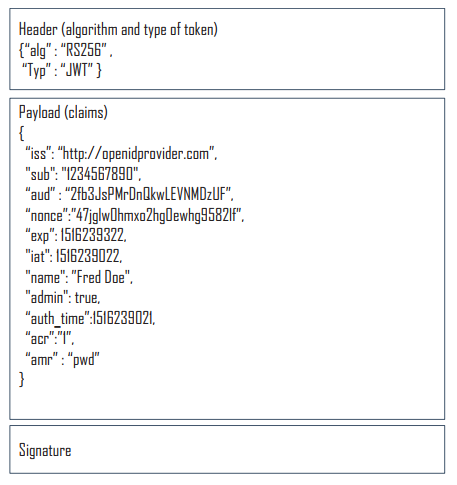 Header (algorithm and type of token)
{“alg” : “RS256” ,
“Typ” : “JWT” }
Payload (claims)
{
“iss”: “http://openidprovider.com”,
"sub": "1234567890",
“aud” : “2fb3JsPMrDnQkwLEVNMDzUF”,
“nonce”:”47jglw0hmxo2hg0ewhg9582lf”,
“exp”: 1516239322,
"iat": 1516239022,
"name": "Fred Doe",
"admin": true,
“auth_time”:1516239021,
“acr”:”1”,
“amr” : “pwd”
}
Signature